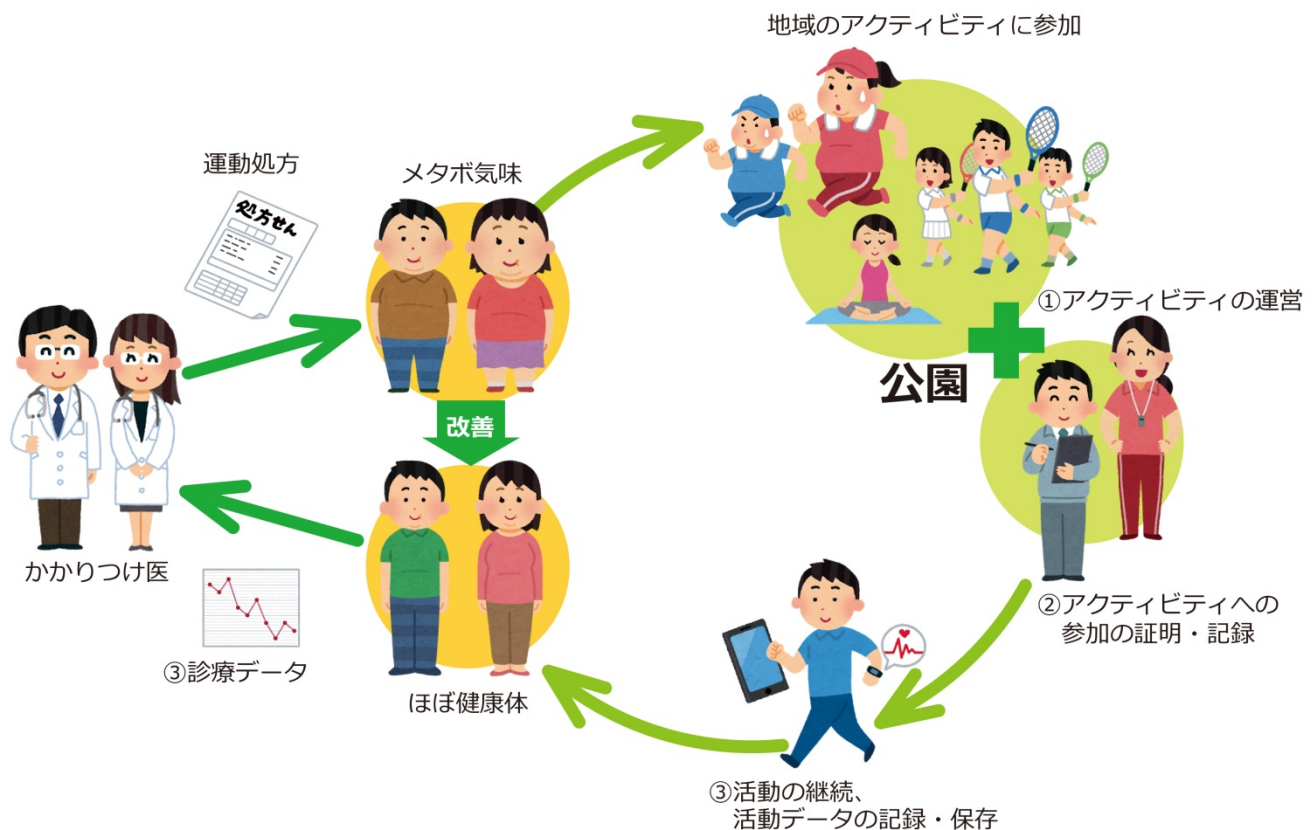 地域のアクティビティに参加
運動処方
処方せん
メタボ気味
①アクティビティの運営
公園
改善
かかりつけ医
②アクティビティへの
参加の証明・記録
③診療データ
ほぼ健康体
③活動の継続、
活動データの記録・保存